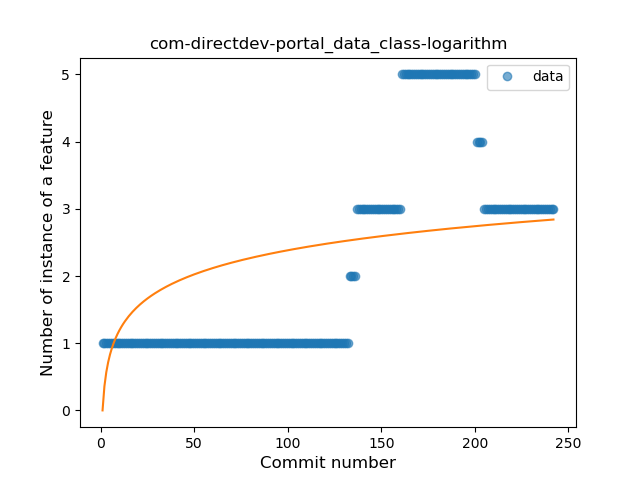 com-directdev-portal_data_class-logarithm
data
Number of instance of a feature
5
4
3
2
1
0
0 50 100 150 200 250
Commit number